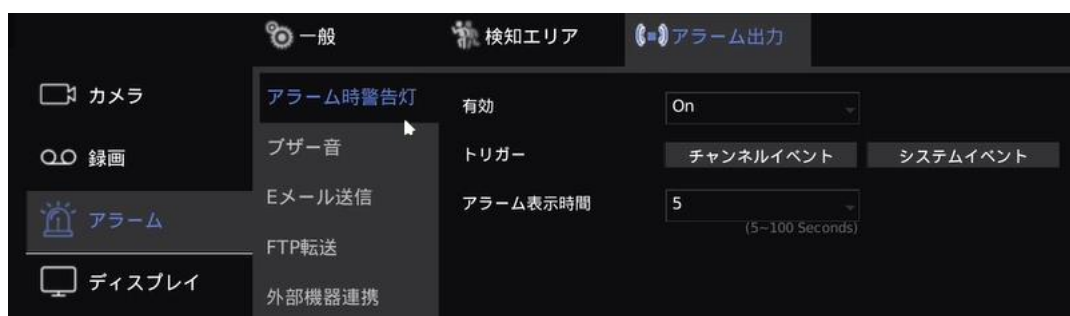 一般
検知エリア
アラーム出力
カメラ
録画
アラーム
ディスプレイ
アラーム時警告灯
ブザー音
Eメール送信
FTP転送
外部機器連携
有効
On
トリガー
チャンネルイベント
システムイベント
アラーム表示時間
5
(5~100 Seconds)